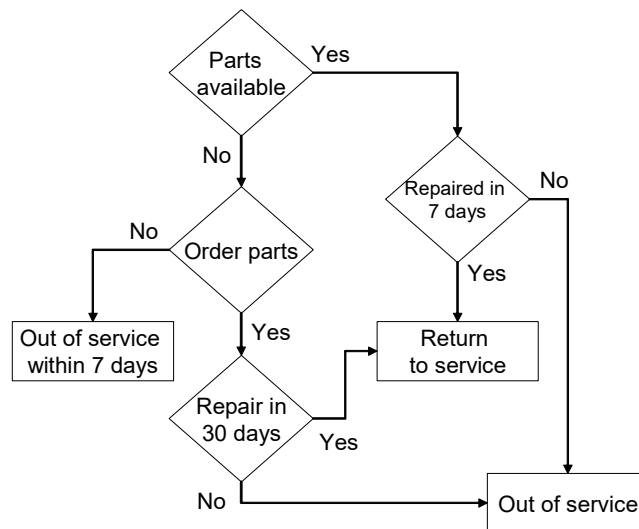 Parts
available
Yes
No
Repaired in
7 days
No
Order parts
No
Yes
Yes
Out of service
within 7 days
Return
to service
Repair in
30 days
Yes
No
Out of service